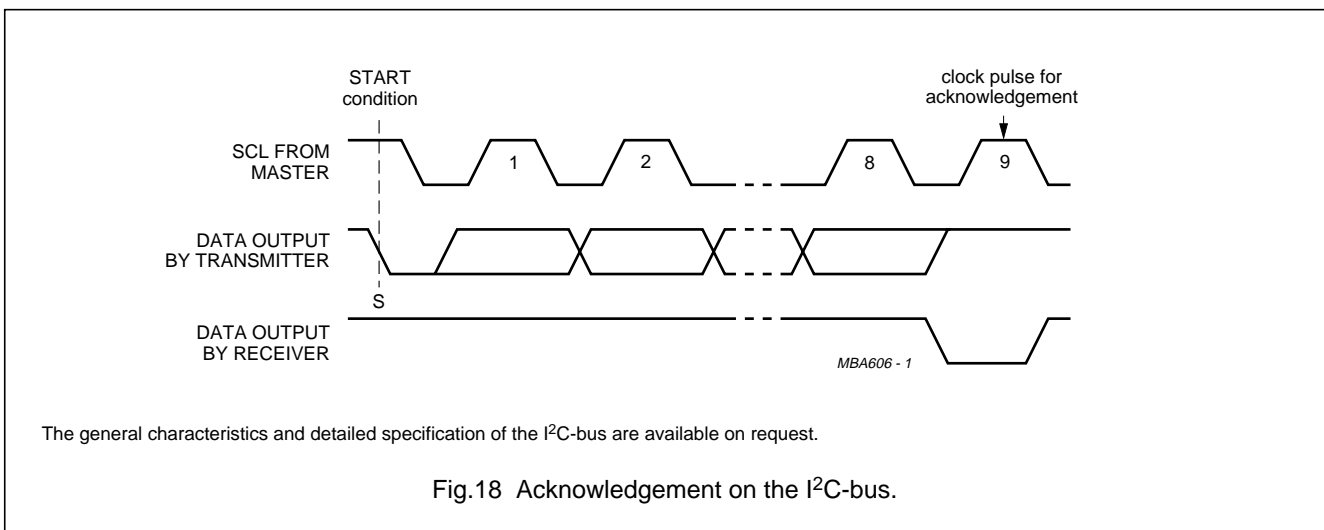 START
condition
clock pulse for
acknowledgement
SCL FROM
MASTER
1
2
8
9
DATA OUTPUT
BY TRANSMITTER
S
DATA OUTPUT
BY RECEIVER
MBA606 - 1
The general characteristics and detailed specification of the I²C-bus are available on request.
Fig.18 Acknowledgement on the I²C-bus.